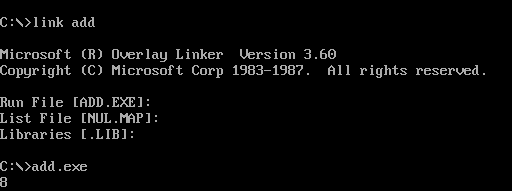 C:\>link add
Microsoft (R) Overlay Linker  Version 3.60
Copyright (C) Microsoft Corp 1983-1987.  All rights reserved.
Run File [ADD.EXE]:
List File [NUL.MAP]:
Libraries [.LIB]:
C:\>add.exe
8